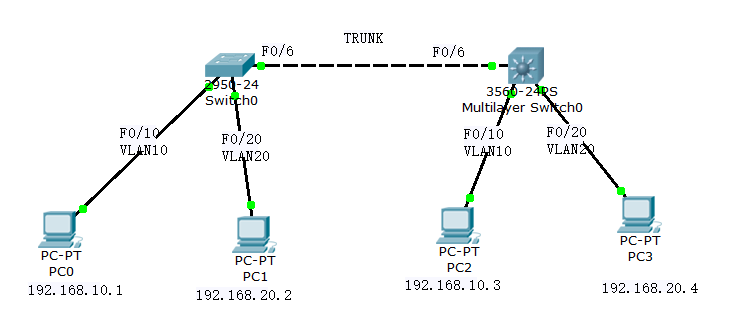 TRUNK
F0/6
F0/6
2950-24
Switch0
3560-24PS
Multilayer Switch0
F0/10
VLAN10
F0/20
VLAN20
F0/10
VLAN10
F0/20
VLAN20
PC-PT
PC0
PC-PT
PC1
PC-PT
PC2
PC-PT
PC3
192.168.10.1
192.168.20.2
192.168.10.3
192.168.20.4